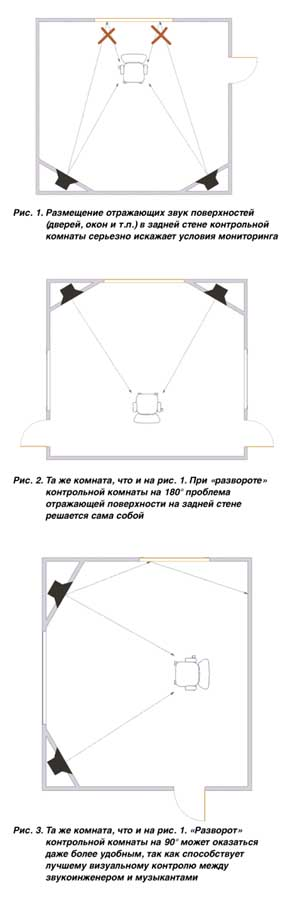 Рис. 1. Размещение отражающих звук поверхностей
(дверей, окон и т.п.) в задней стене контрольной
комнаты серьезно искажает условия мониторинга
Рис. 2. Та же комната, что и на рис. 1. При «развороте»
контрольной комнаты на 180° проблема
отражающей поверхности на задней стене
решается сама собой
Рис. 3. Та же комната, что и на рис. 1. «Разворот»
контрольной комнаты на 90° может оказаться
даже более удобным, так как способствует
лучшему визуальному контролю между
звукоинженером и музыкантами